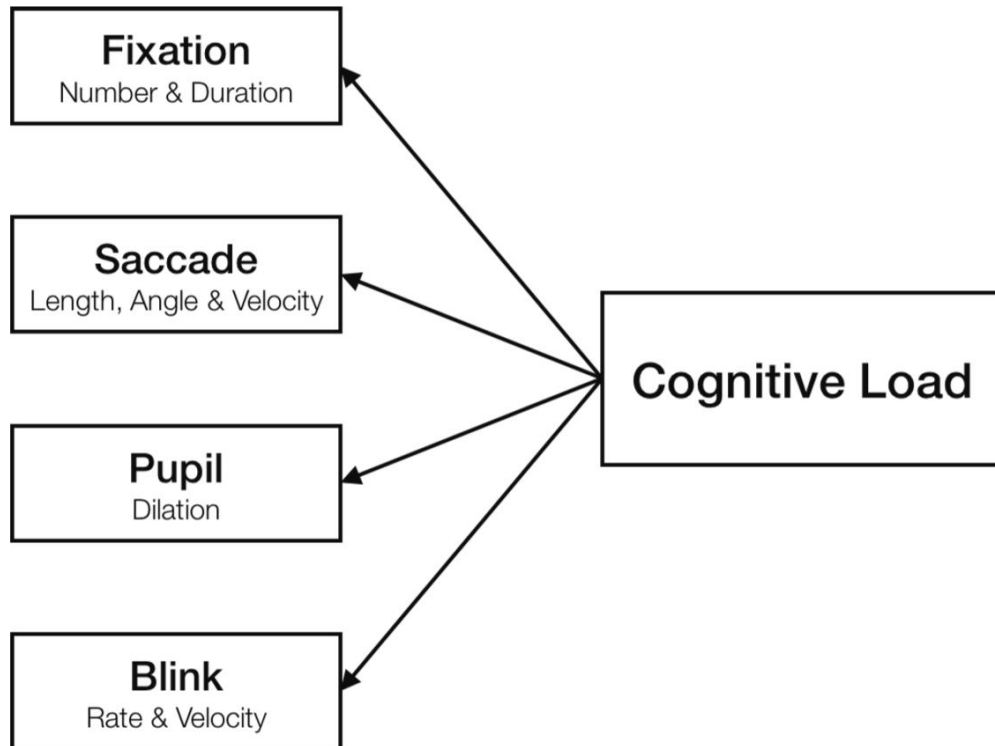 Fixation
Number & Duration
Saccade
Length, Angle & Velocity
Pupil
Dilation
Blink
Rate & Velocity
Cognitive Load